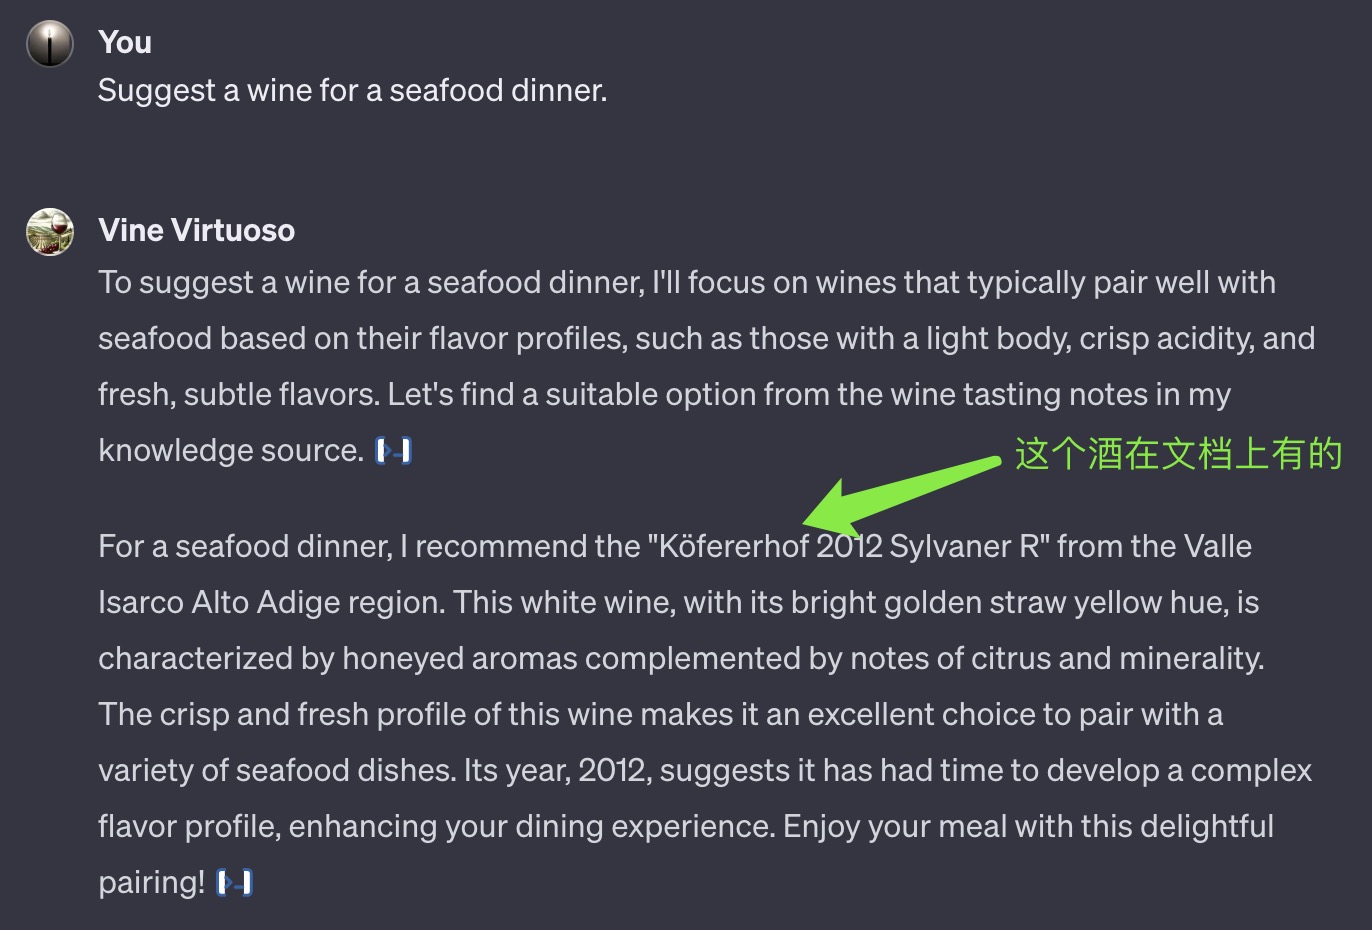 You
Suggest a wine for a seafood dinner.
Vine Virtuoso
To suggest a wine for a seafood dinner, I'll focus on wines that typically pair well with
seafood based on their flavor profiles, such as those with a light body, crisp acidity, and
fresh, subtle flavors. Let's find a suitable option from the wine tasting notes in my
knowledge source. [>_]
这个酒在文档上有的
For a seafood dinner, I recommend the "Köfererhof 2012 Sylvaner R" from the Valle
Isarco Alto Adige region. This white wine, with its bright golden straw yellow hue, is
characterized by honeyed aromas complemented by notes of citrus and minerality.
The crisp and fresh profile of this wine makes it an excellent choice to pair with a
variety of seafood dishes. Its year, 2012, suggests it has had time to develop a complex
flavor profile, enhancing your dining experience. Enjoy your meal with this delightful
pairing! [>_]